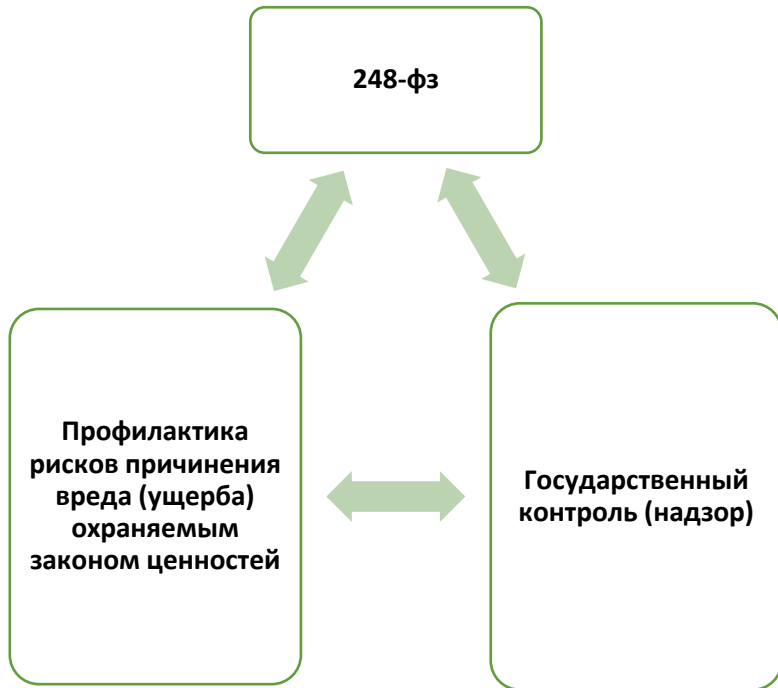 248-фз
Профилактика
рисков причинения
вреда (ущерба)
охраняемым
законом ценностей
Государственный
контроль (надзор)